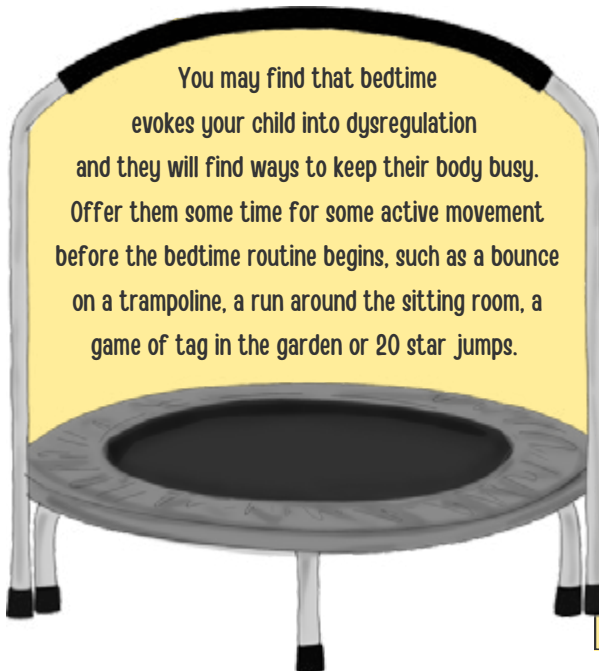 You may find that bedtime
evokes your child into dysregulation
and they will find ways to keep their body busy.
Offer them some time for some active movement
before the bedtime routine begins, such as a bounce
on a trampoline, a run around the sitting room, a
game of tag in the garden or 20 star jumps.